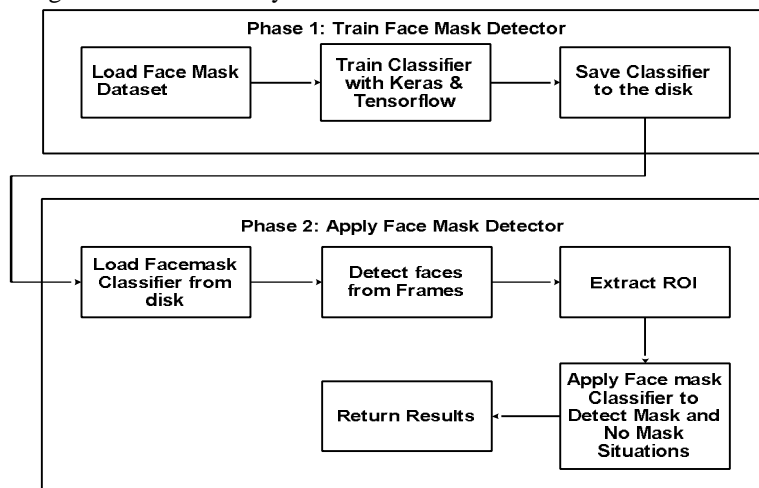 Phase 1: Train Face Mask Detector
Load Face Mask
Dataset
Train Classifier
with Keras &
Tensorflow
Save Classifier
to the disk
Phase 2: Apply Face Mask Detector
Load Facemask
Classifier from
disk
Detect faces
from Frames
Extract ROI
Apply Face mask
Classifier to
Detect Mask and
No Mask
Situations
Return Results